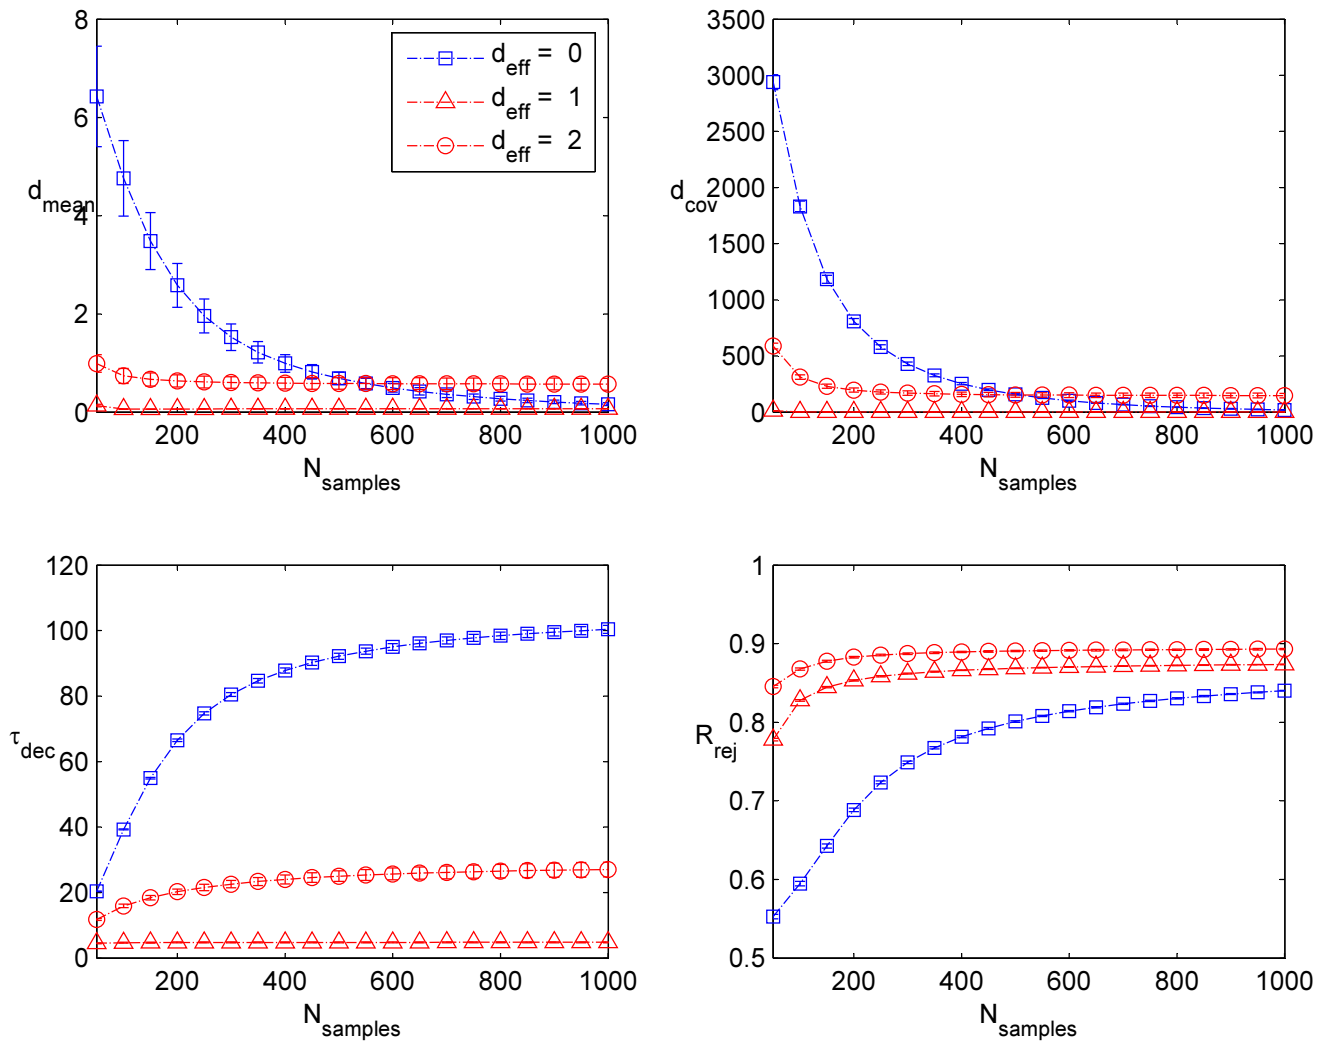 8
6
4
2
0
d_mean
200 400 600 800 1000
N_samples
d_eff = 0
d_eff = 1
d_eff = 2
3500
3000
2500
2000
1500
1000
500
0
d_cov
200 400 600 800 1000
N_samples
120
100
80
60
40
20
0
τ_dec
200 400 600 800 1000
N_samples
1
0.9
0.8
0.7
0.6
0.5
R_rej
200 400 600 800 1000
N_samples